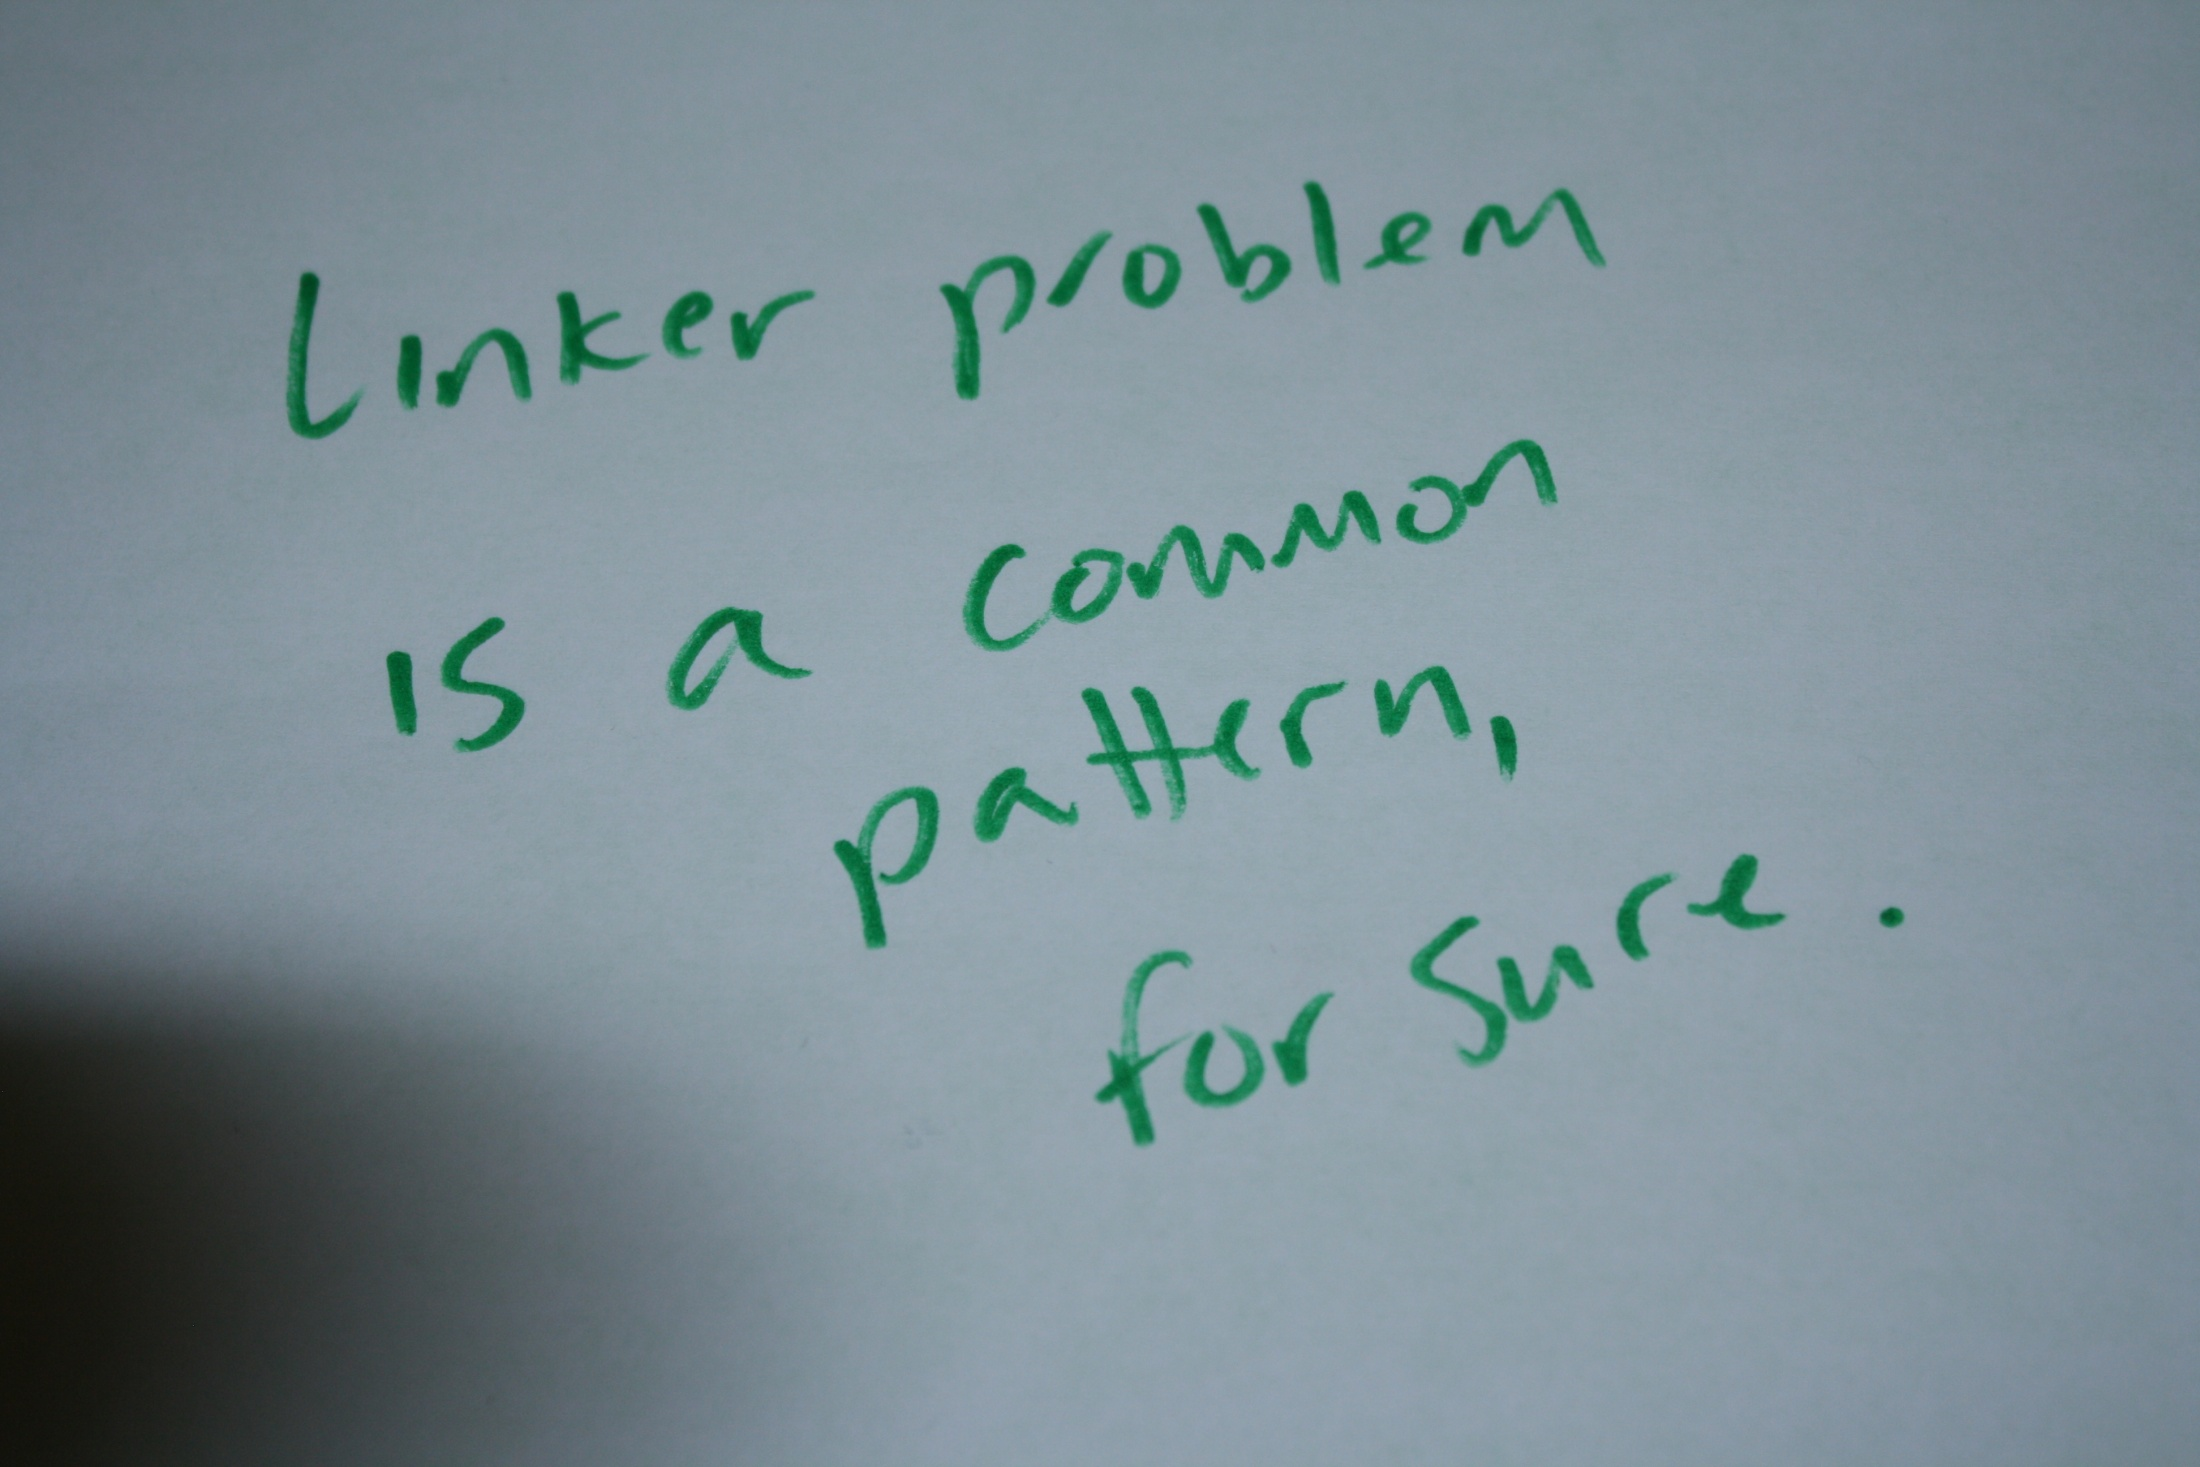 Linker problem
is a common
pattern,
for sure.